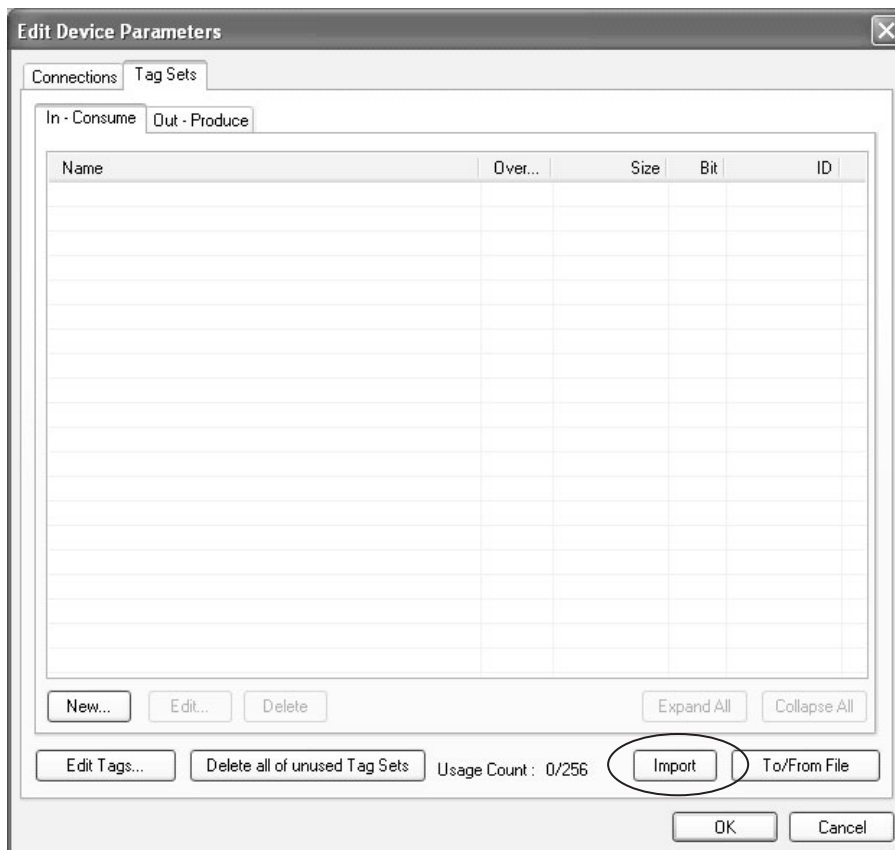 Edit Device Parameters
Connections Tag Sets
In - Consume Out - Produce
Name Over... Size Bit ID
New... Edit... Delete Expand All Collapse All
Edit Tags... Delete all of unused Tag Sets Usage Count : 0/256 Import To/From File
OK Cancel